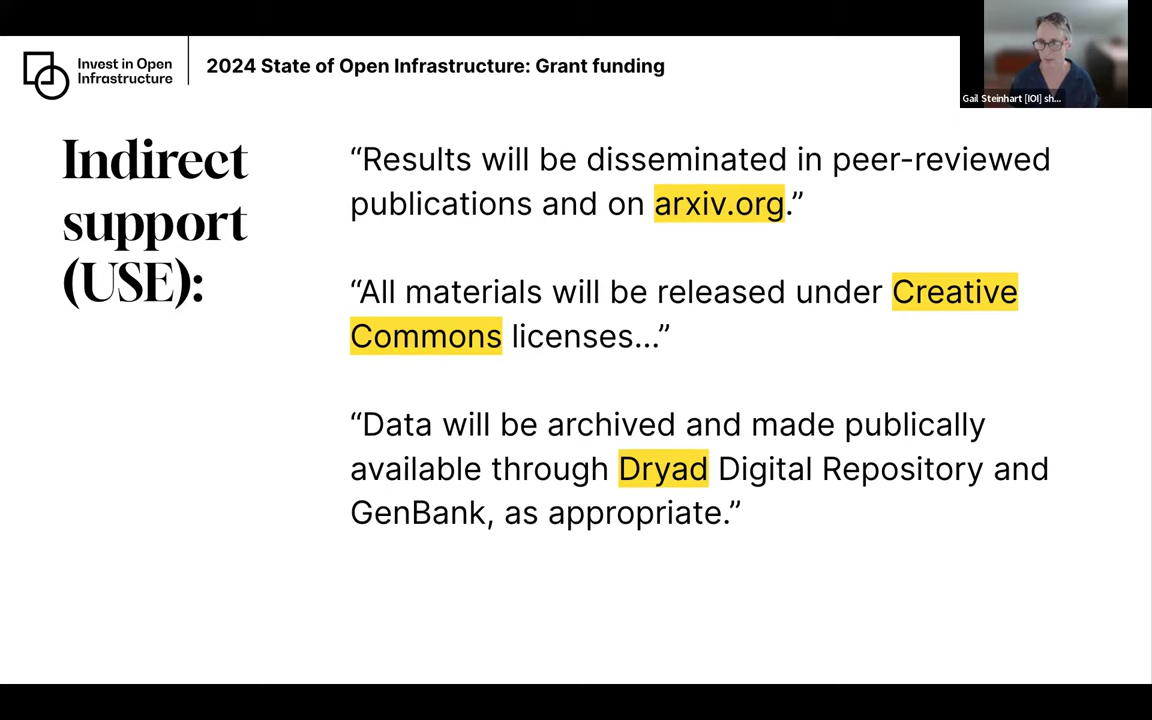 Invest in Open
Infrastructure
2024 State of Open Infrastructure: Grant funding
Gail Steinhart [IOI] sh...
Indirect
support
(USE):
“Results will be disseminated in peer-reviewed
publications and on arxiv.org.”
“All materials will be released under Creative
Commons licenses...”
“Data will be archived and made publically
available through Dryad Digital Repository and
GenBank, as appropriate.”